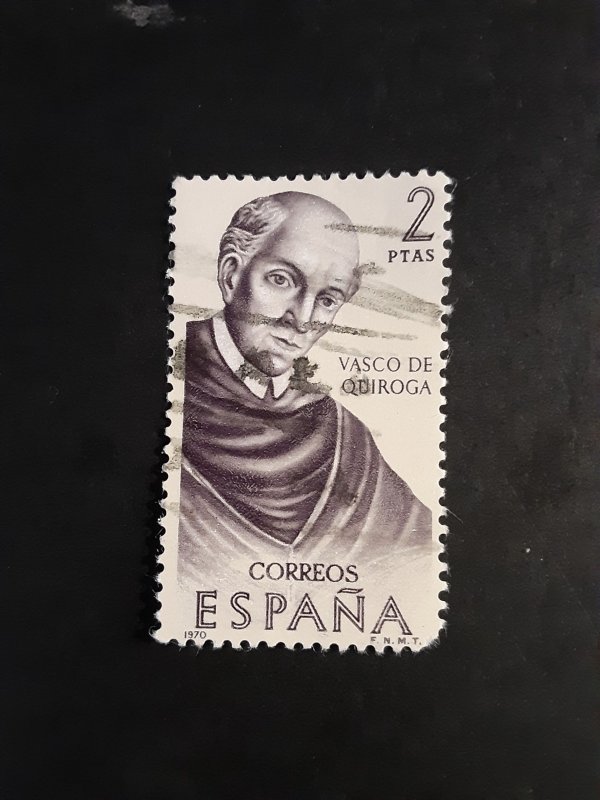 2
PTAS
VASCO DE
QUIROGA
CORREOS
ESPAÑA
1970
F. N. M. T.